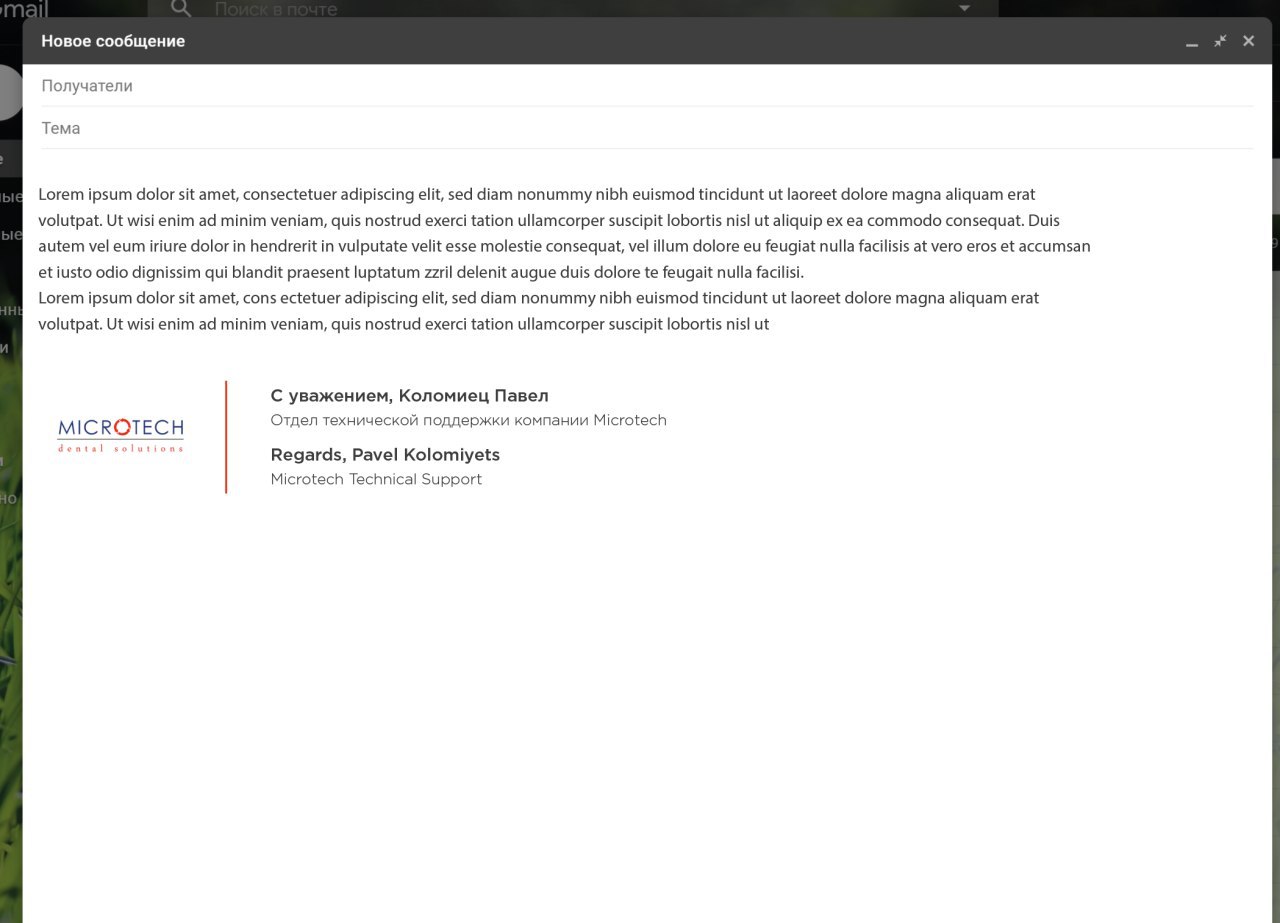 mail
Поиск в почте
Новое сообщение
Получатели
Тема
Lorem ipsum dolor sit amet, consectetuer adipiscing elit, sed diam nonummy nibh euismod tincidunt ut laoreet dolore magna aliquam erat
volutpat. Ut wisi enim ad minim veniam, quis nostrud exerci tation ullamcorper suscipit lobortis nisl ut aliquip ex ea commodo consequat. Duis
autem vel eum iriure dolor in hendrerit in vulputate velit esse molestie consequat, vel illum dolore eu feugiat nulla facilisis at vero eros et accumsan
et iusto odio dignissim qui blandit praesent luptatum zzril delenit augue duis dolore te feugait nulla facilisi.
Lorem ipsum dolor sit amet, cons ectetuer adipiscing elit, sed diam nonummy nibh euismod tincidunt ut laoreet dolore magna aliquam erat
volutpat. Ut wisi enim ad minim veniam, quis nostrud exerci tation ullamcorper suscipit lobortis nisl ut
MICROTECH
dental solutions
С уважением, Коломиец Павел
Отдел технической поддержки компании Microtech
Regards, Pavel Kolomiyets
Microtech Technical Support